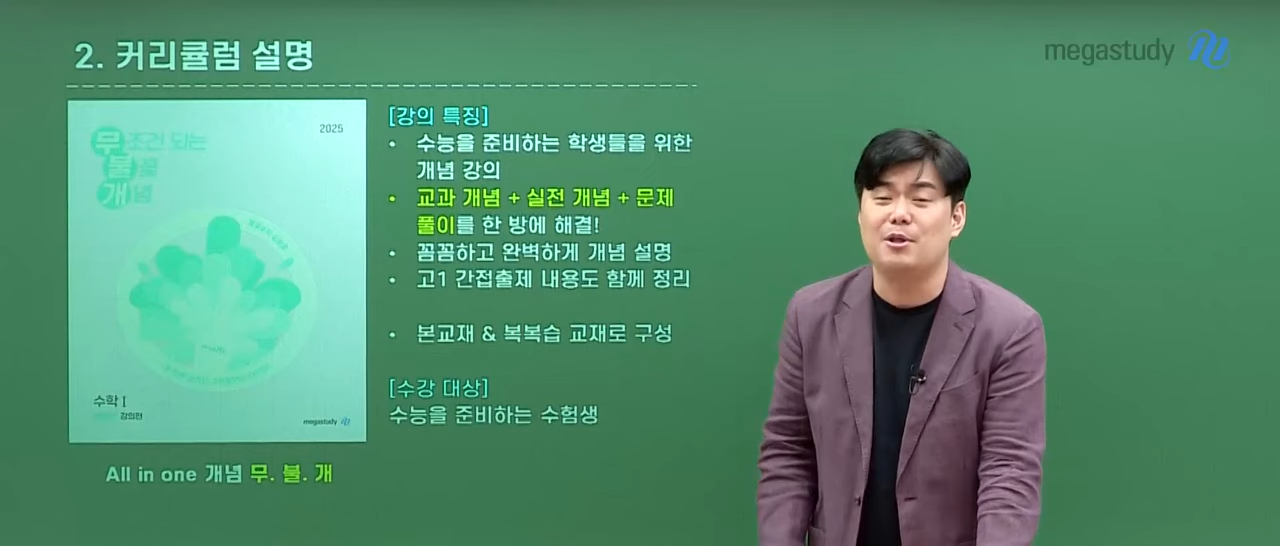 2. 커리큘럼 설명
megastudy
2025
무조건 되는
불꽃
개념
수학 I
강의현
megastudy
All in one 개념 무. 불. 개
[강의 특징]
• 수능을 준비하는 학생들을 위한
개념 강의
• 교과 개념 + 실전 개념 + 문제
풀이를 한 방에 해결!
• 꼼꼼하고 완벽하게 개념 설명
• 고1 간접출제 내용도 함께 정리
• 본교재 & 복복습 교재로 구성
[수강 대상]
수능을 준비하는 수험생